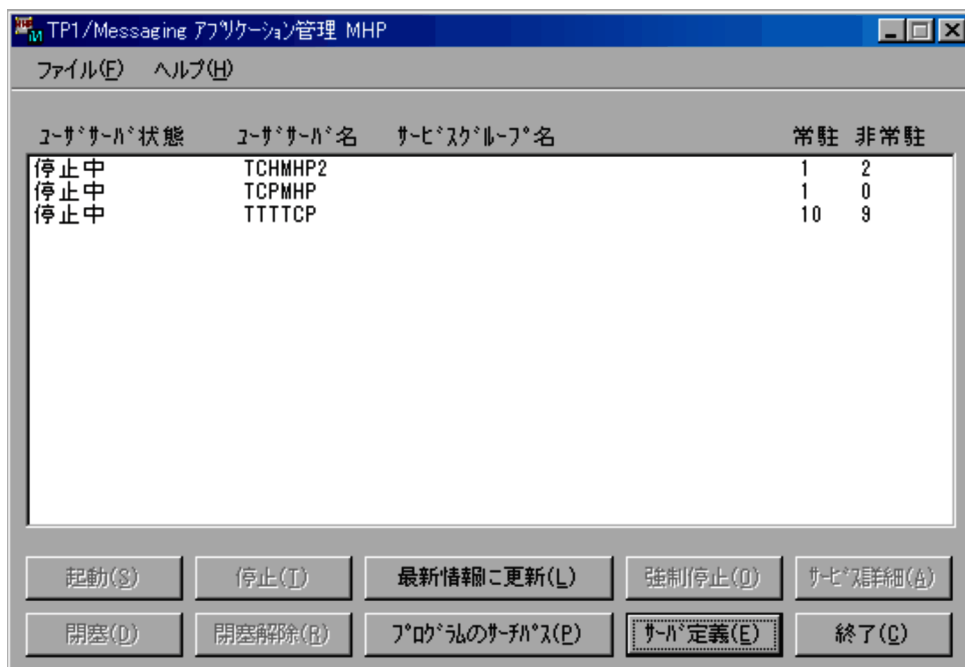 TP1/Messaging ｱﾌﾟﾘｹｰｼｮﾝ管理 MHP
ファイル(F) ヘルプ(H)
ﾕｰｻﾞｻｰﾊﾞ状態 ﾕｰｻﾞｻｰﾊﾞ名 ｻｰﾋﾞｽｸﾞﾙｰﾌﾟ名 常駐 非常駐
停止中 TCHMHP2 1 2
停止中 TCPMHP 1 0
停止中 TTTTCP 10 9
起動(S) 停止(T) 最新情報に更新(L) 強制停止(O) ｻｰﾋﾞｽ詳細(A)
閉塞(D) 閉塞解除(R) ﾌﾟﾛｸﾞﾗﾑのｻｰﾁﾊﾟｽ(P) ｻｰﾊﾞ定義(E) 終了(C)